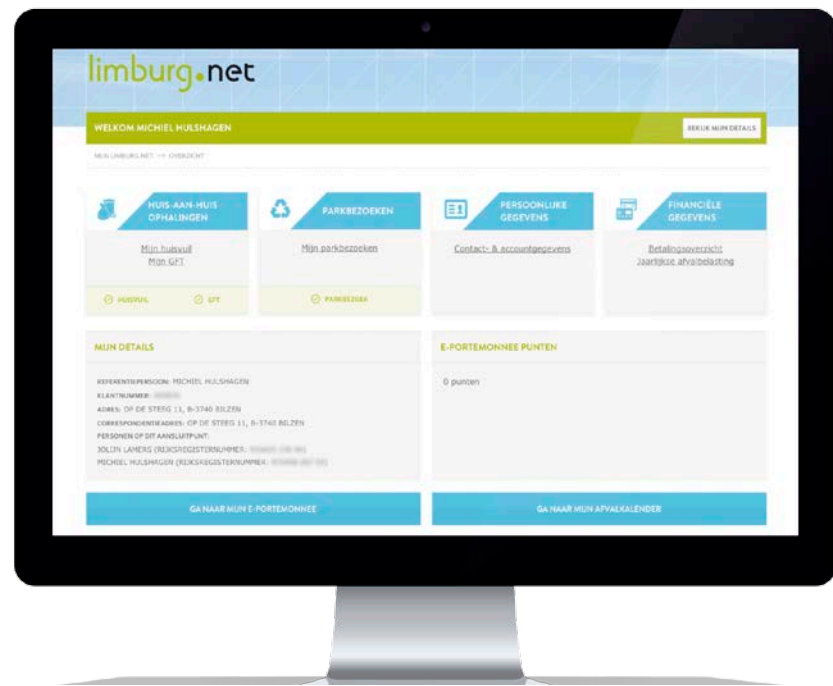 limburg.net
WELKOM MICHIEL HULSHAGEN
BEKIJK MIJN DETAILS
MIJN LIMBURG.NET → OVERZICHT
HUIS-AAN-HUIS
OPHALINGEN
Mijn huisvuil
Mijn GFT
HUISVUIL GFT
PARKBEZOEKEN
Mijn parkbezoeken
PARKBEZOEK
PERSOONLIJKE
GEGEVENS
Contact- & accountgegevens
FINANCIËLE
GEGEVENS
Betalingsoverzicht
Jaarlijkse afvalbelasting
MIJN DETAILS
REFERENTIEPERSOON: MICHIEL HULSHAGEN
KLANTNUMMER:
ADRES: OP DE STEEG 11, B-3740 BILZEN
CORRESPONDENTIEADRES: OP DE STEEG 11, B-3740 BILZEN
PERSONEN OP DIT AANSLUITPUNT:
JOLIJN LAMERS (RIJKSREGISTERNUMMER:
MICHIEL HULSHAGEN (RIJKSREGISTERNUMMER:
E-PORTEMONNEE PUNTEN
0 punten
GA NAAR MIJN E-PORTEMONNEE
GA NAAR MIJN AFVALKALENDER